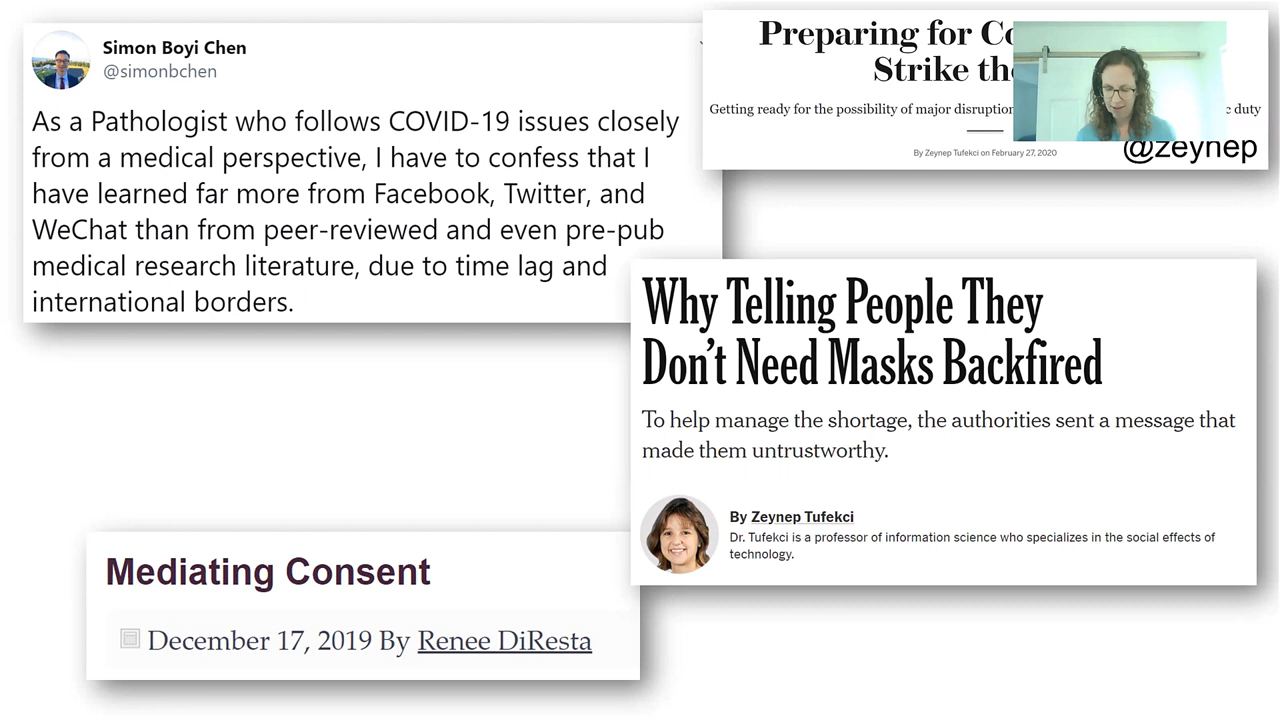 Simon Boyi Chen
@simonbchen
As a Pathologist who follows COVID-19 issues closely
from a medical perspective, I have to confess that I
have learned far more from Facebook, Twitter, and
WeChat than from peer-reviewed and even pre-pub
medical research literature, due to time lag and
international borders.
Preparing for
Strike
Getting ready for the possibility of major
duty
By Zeynep Tufekci on February 27, 2020
@zeynep
Why Telling People They
Don't Need Masks Backfired
To help manage the shortage, the authorities sent a message that
made them untrustworthy.
By Zeynep Tufekci
Dr. Tufekci is a professor of information science who specializes in the social effects of
technology.
Mediating Consent
December 17, 2019 By Renee DiResta